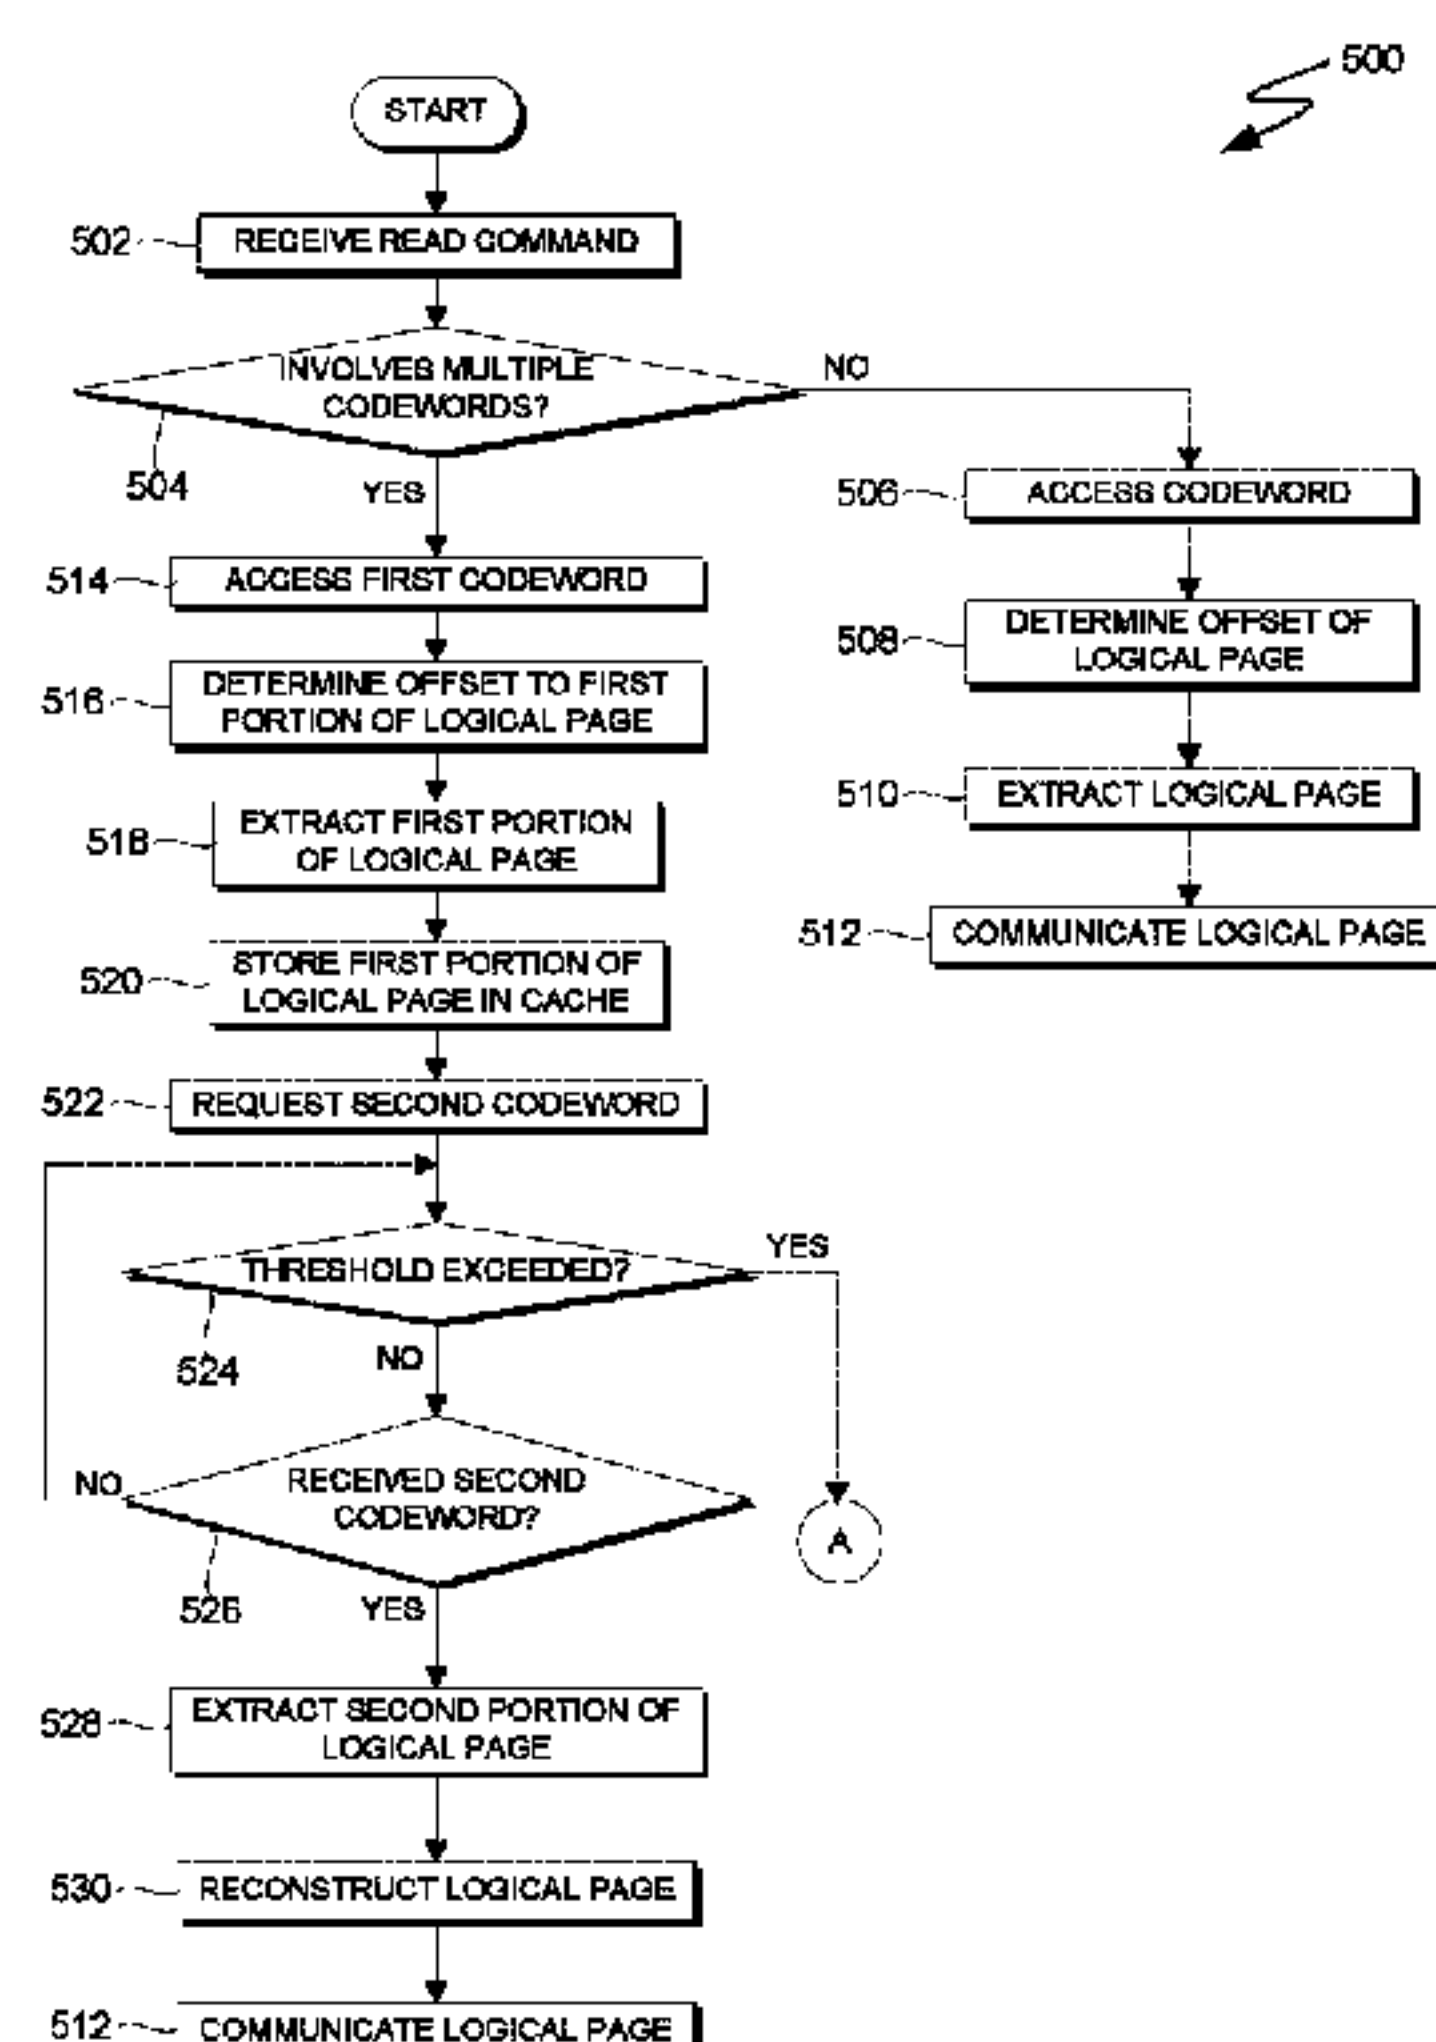 500
START
502
RECEIVE READ COMMAND
INVOLVES MULTIPLE
CODEWORDS?
NO
504
YES
506
ACCESS CODEWORD
514
ACCESS FIRST CODEWORD
508
DETERMINE OFFSET OF
LOGICAL PAGE
516
DETERMINE OFFSET TO FIRST
PORTION OF LOGICAL PAGE
510
EXTRACT LOGICAL PAGE
518
EXTRACT FIRST PORTION
OF LOGICAL PAGE
512
COMMUNICATE LOGICAL PAGE
520
STORE FIRST PORTION OF
LOGICAL PAGE IN CACHE
522
REQUEST SECOND CODEWORD
THRESHOLD EXCEEDED?
YES
524
NO
NO
RECEIVED SECOND
CODEWORD?
A
526
YES
528
EXTRACT SECOND PORTION OF
LOGICAL PAGE
530
RECONSTRUCT LOGICAL PAGE
512
COMMUNICATE LOGICAL PAGE